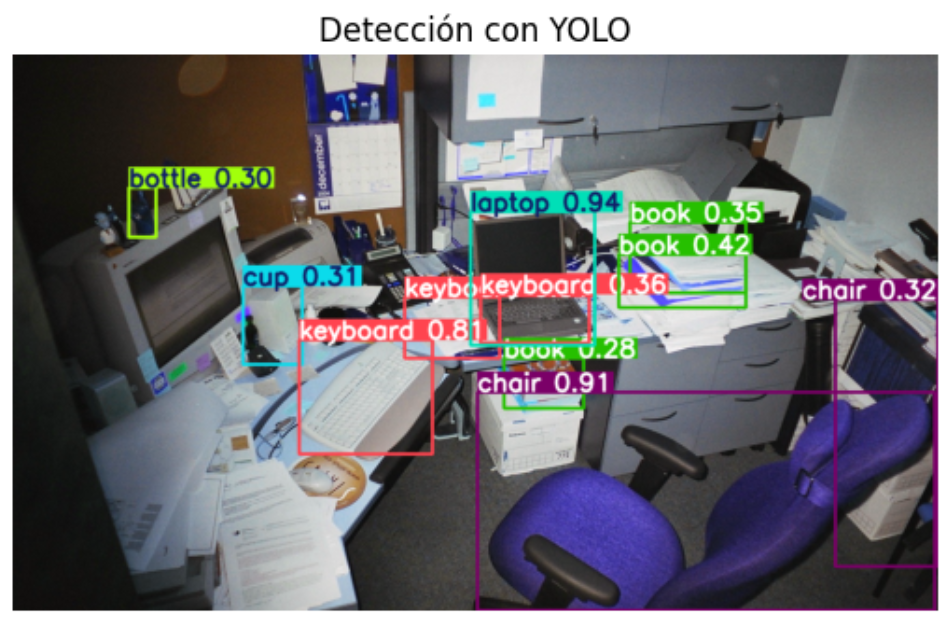 Detección con YOLO
december
bottle 0.30
laptop 0.94
book 0.35
book 0.42
cup 0.31
keybo
keyboard 0.36
chair 0.32
keyboard 0.81
book 0.28
chair 0.91